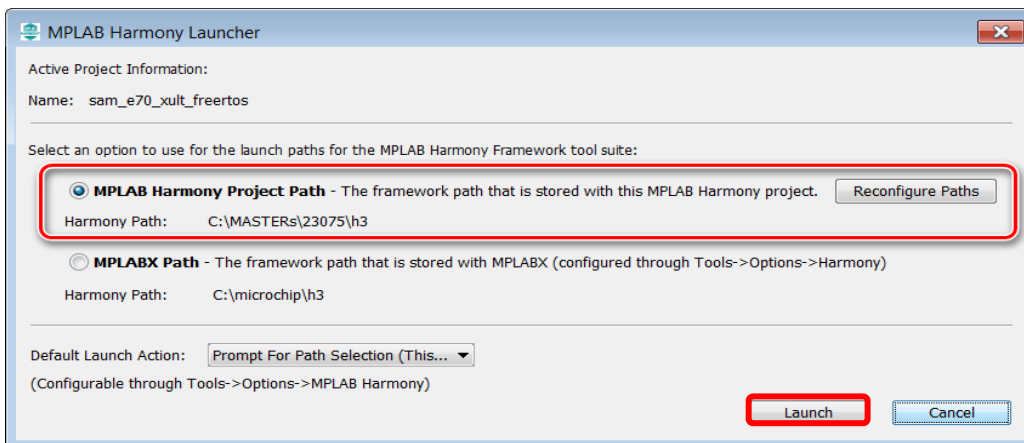 MPLAB Harmony Launcher
Active Project Information:
Name: sam_e70_xult_freertos
Select an option to use for the launch paths for the MPLAB Harmony Framework tool suite:
MPLAB Harmony Project Path - The framework path that is stored with this MPLAB Harmony project. Reconfigure Paths
Harmony Path: C:\MASTERs\23075\h3
MPLABX Path - The framework path that is stored with MPLABX (configured through Tools->Options->Harmony)
Harmony Path: C:\microchip\h3
Default Launch Action: Prompt For Path Selection (This...
(Configurable through Tools->Options->MPLAB Harmony)
Launch Cancel